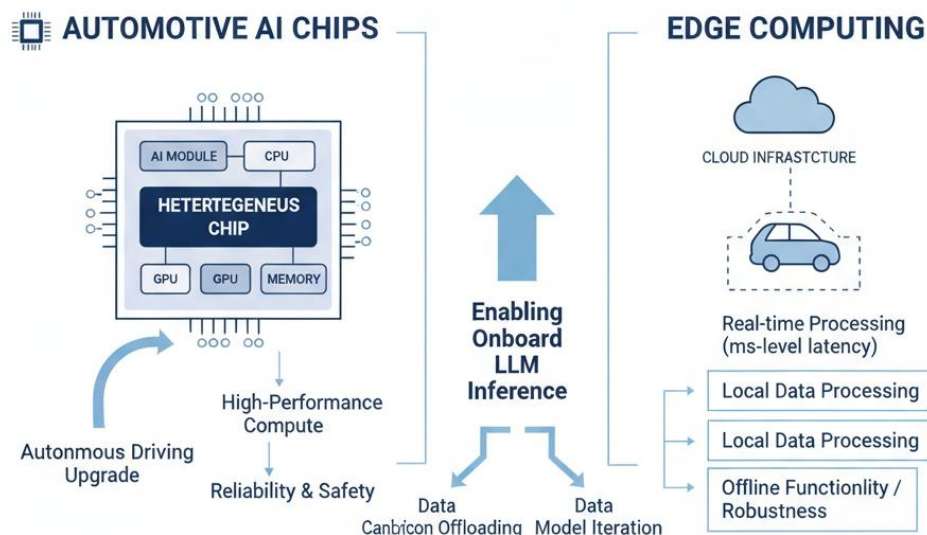 AUTOMOTIVE AI CHIPS
AI MODULE
CPU
HETERTEGENEUS
CHIP
GPU
GPU
MEMORY
High-Performance
Compute
Autonmous Driving
Upgrade
Reliability & Safety
Enabling
Onboard
LLM
Inference
Data
Canbricon Offloading
Data
Model Iteration
EDGE COMPUTING
CLOUD INFRASTCTURE
Real-time Processing
(ms-level latency)
Local Data Processing
Local Data Processing
Offline Functionlity /
Robustness